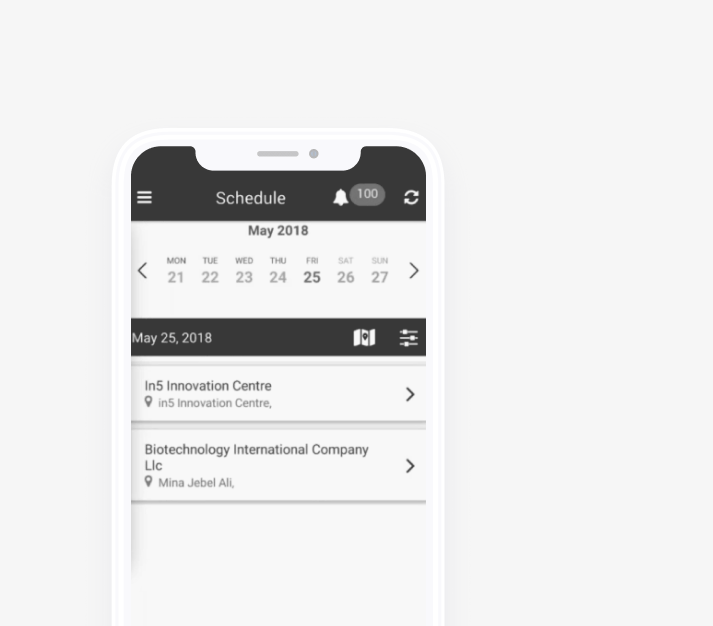 Schedule 100
May 2018
MON TUE WED THU FRI SAT SUN
21 22 23 24 25 26 27
May 25, 2018
In5 Innovation Centre
in5 Innovation Centre,
Biotechnology International Company
Llc
Mina Jebel Ali,